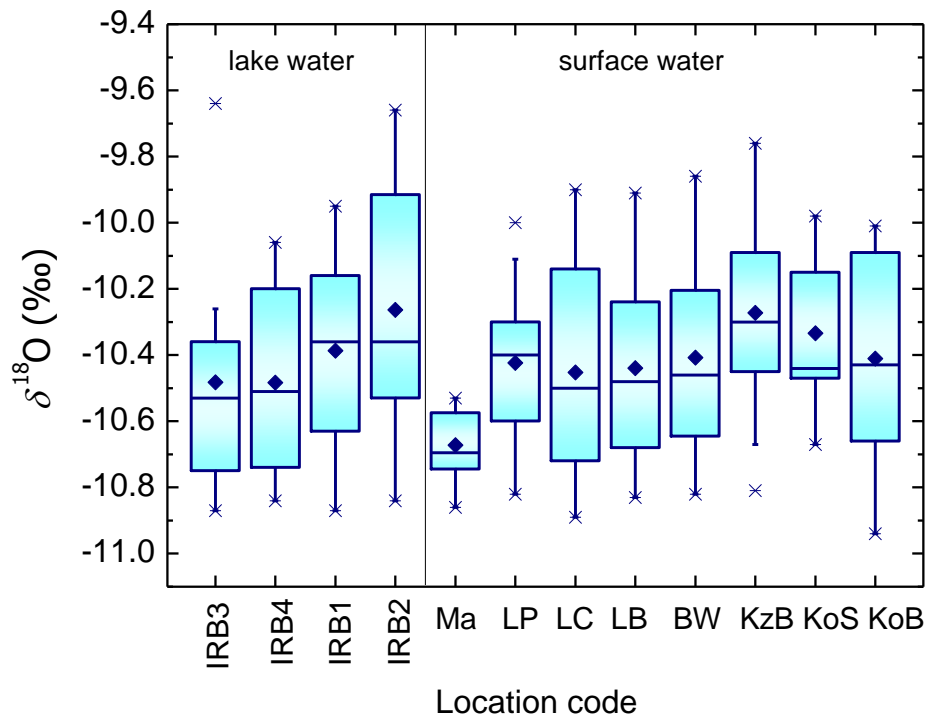 lake water surface water
δ¹⁸O (‰)
-9.4
-9.6
-9.8
-10.0
-10.2
-10.4
-10.6
-10.8
-11.0
IRB3 IRB4 IRB1 IRB2 Ma LP LC LB BW KzB KoS KoB
Location code